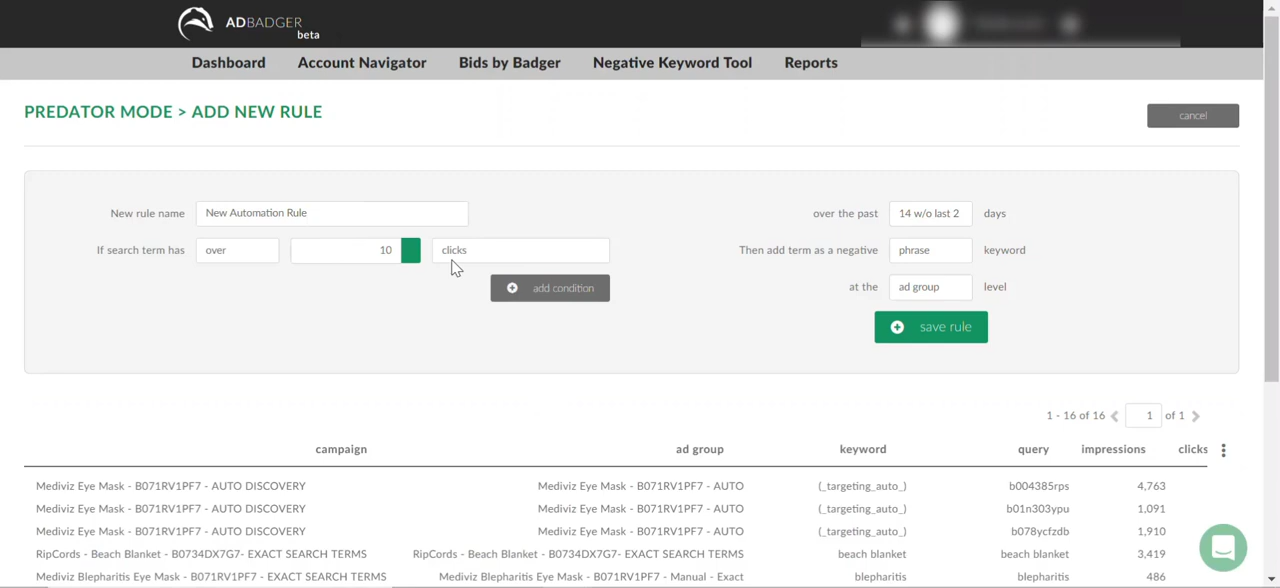 ADBADGER
beta
Dashboard Account Navigator Bids by Badger Negative Keyword Tool Reports
PREDATOR MODE > ADD NEW RULE
cancel
New rule name New Automation Rule over the past 14 w/o last 2 days
If search term has over 10 clicks Then add term as a negative phrase keyword
add condition at the ad group level
save rule
1 - 16 of 16 1 of 1
campaign ad group keyword query impressions clicks
Mediviz Eye Mask - B071RV1PF7 - AUTO DISCOVERY Mediviz Eye Mask - B071RV1PF7 - AUTO (_targeting_auto_) b004385rps 4,763
Mediviz Eye Mask - B071RV1PF7 - AUTO DISCOVERY Mediviz Eye Mask - B071RV1PF7 - AUTO (_targeting_auto_) b01n303ypu 1,091
Mediviz Eye Mask - B071RV1PF7 - AUTO DISCOVERY Mediviz Eye Mask - B071RV1PF7 - AUTO (_targeting_auto_) b078ycfzdb 1,910
RipCords - Beach Blanket - B0734DX7G7- EXACT SEARCH TERMS RipCords - Beach Blanket - B0734DX7G7- EXACT SEARCH TERMS beach blanket beach blanket 3,419
Mediviz Blepharitis Eye Mask - B071RV1PF7 - EXACT SEARCH TERMS Mediviz Blepharitis Eye Mask - B071RV1PF7 - Manual - Exact blepharitis blepharitis 486